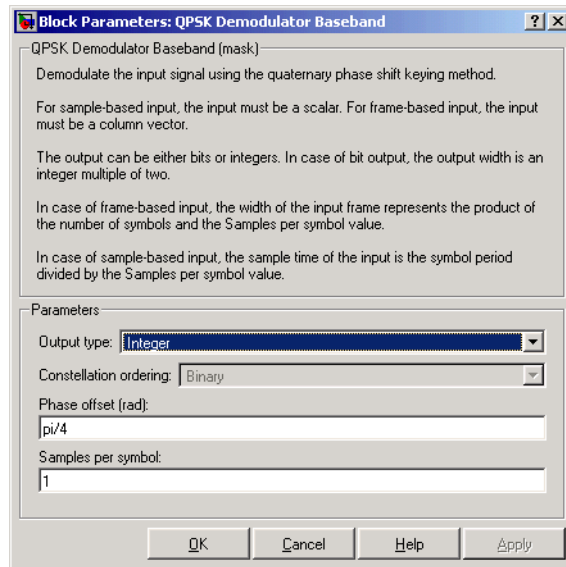 Block Parameters: QPSK Demodulator Baseband
QPSK Demodulator Baseband (mask)
Demodulate the input signal using the quaternary phase shift keying method.
For sample-based input, the input must be a scalar. For frame-based input, the input
must be a column vector.
The output can be either bits or integers. In case of bit output, the output width is an
integer multiple of two.
In case of frame-based input, the width of the input frame represents the product of
the number of symbols and the Samples per symbol value.
In case of sample-based input, the sample time of the input is the symbol period
divided by the Samples per symbol value.
Parameters
Output type: Integer
Constellation ordering: Binary
Phase offset (rad):
pi/4
Samples per symbol:
1
OK Cancel Help Apply